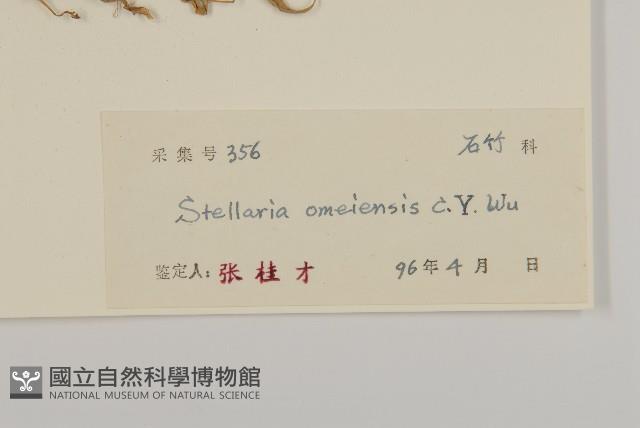 采集号 356 石竹 科
Stellaria omeiensis C.Y. Wu
鉴定人: 张桂才 96年4月 日
國立自然科學博物館
NATIONAL MUSEUM OF NATURAL SCIENCE